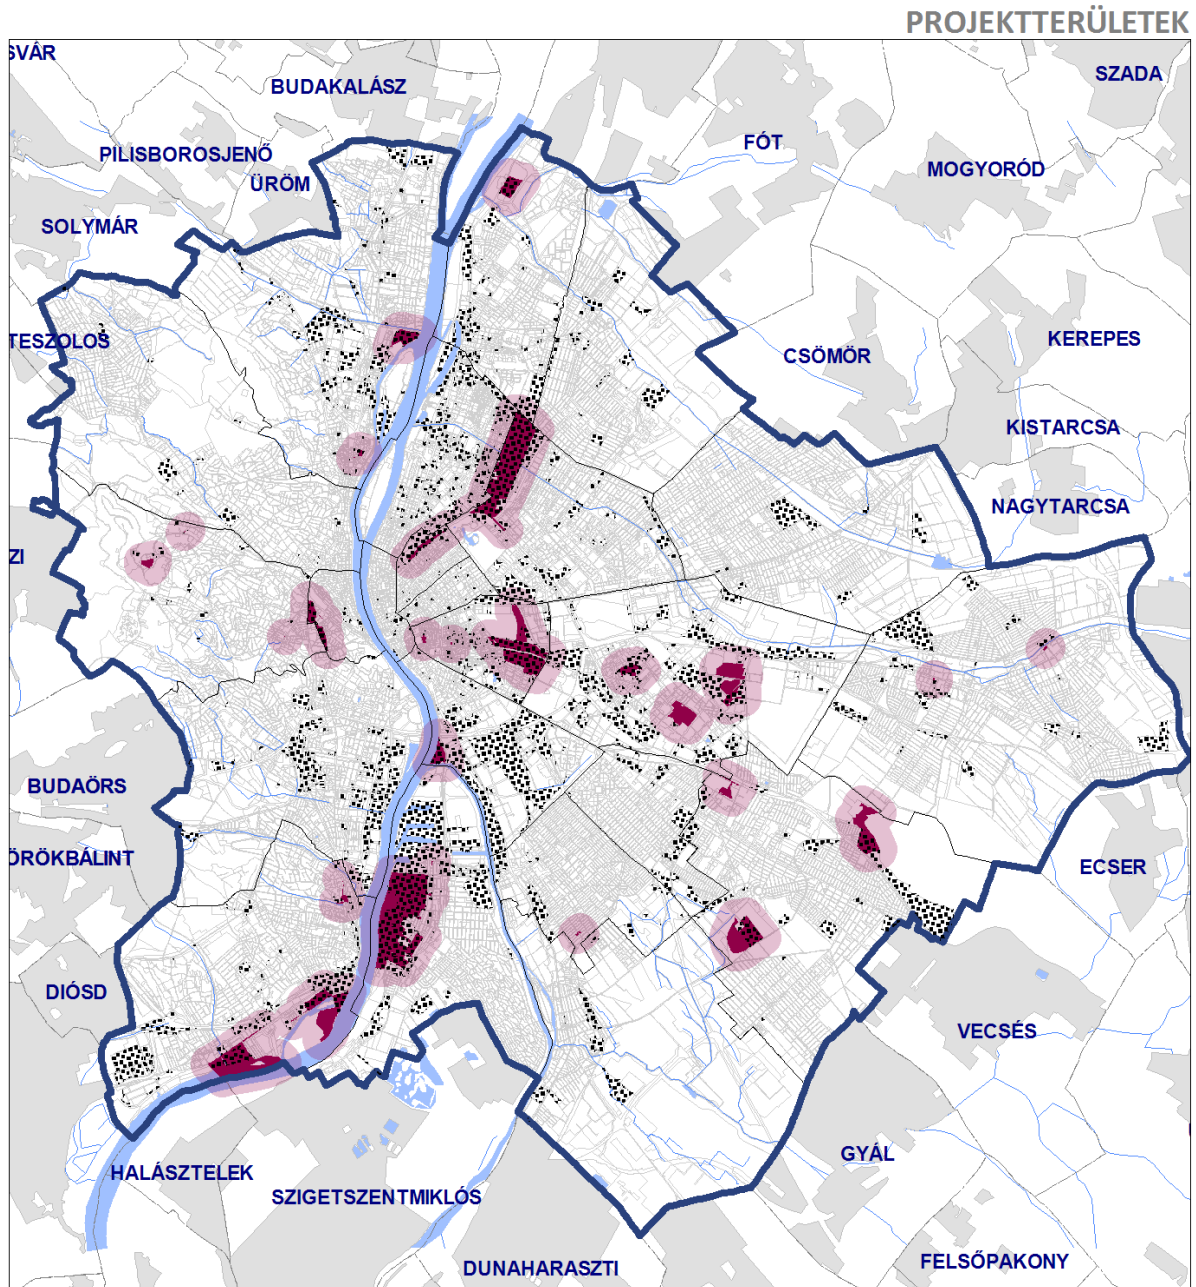 PROJEKTTERÜLETEK
SVÁR
SZADA
BUDAKALÁSZ
FÓT
PILISBOROSJENŐ
MOGYORÓD
ÜRÖM
SOLYMÁR
KEREPES
TESZOLOS
CSÖMÖR
KISTARCSA
NAGYTARCSA
ZI
BUDAÖRS
ÖRÖKBÁLINT
ECSER
DIÓSD
VECSÉS
GYÁL
HALÁSZTELEK
SZIGETSZENTMIKLÓS
FELSŐPAKONY
DUNAHARASZTI